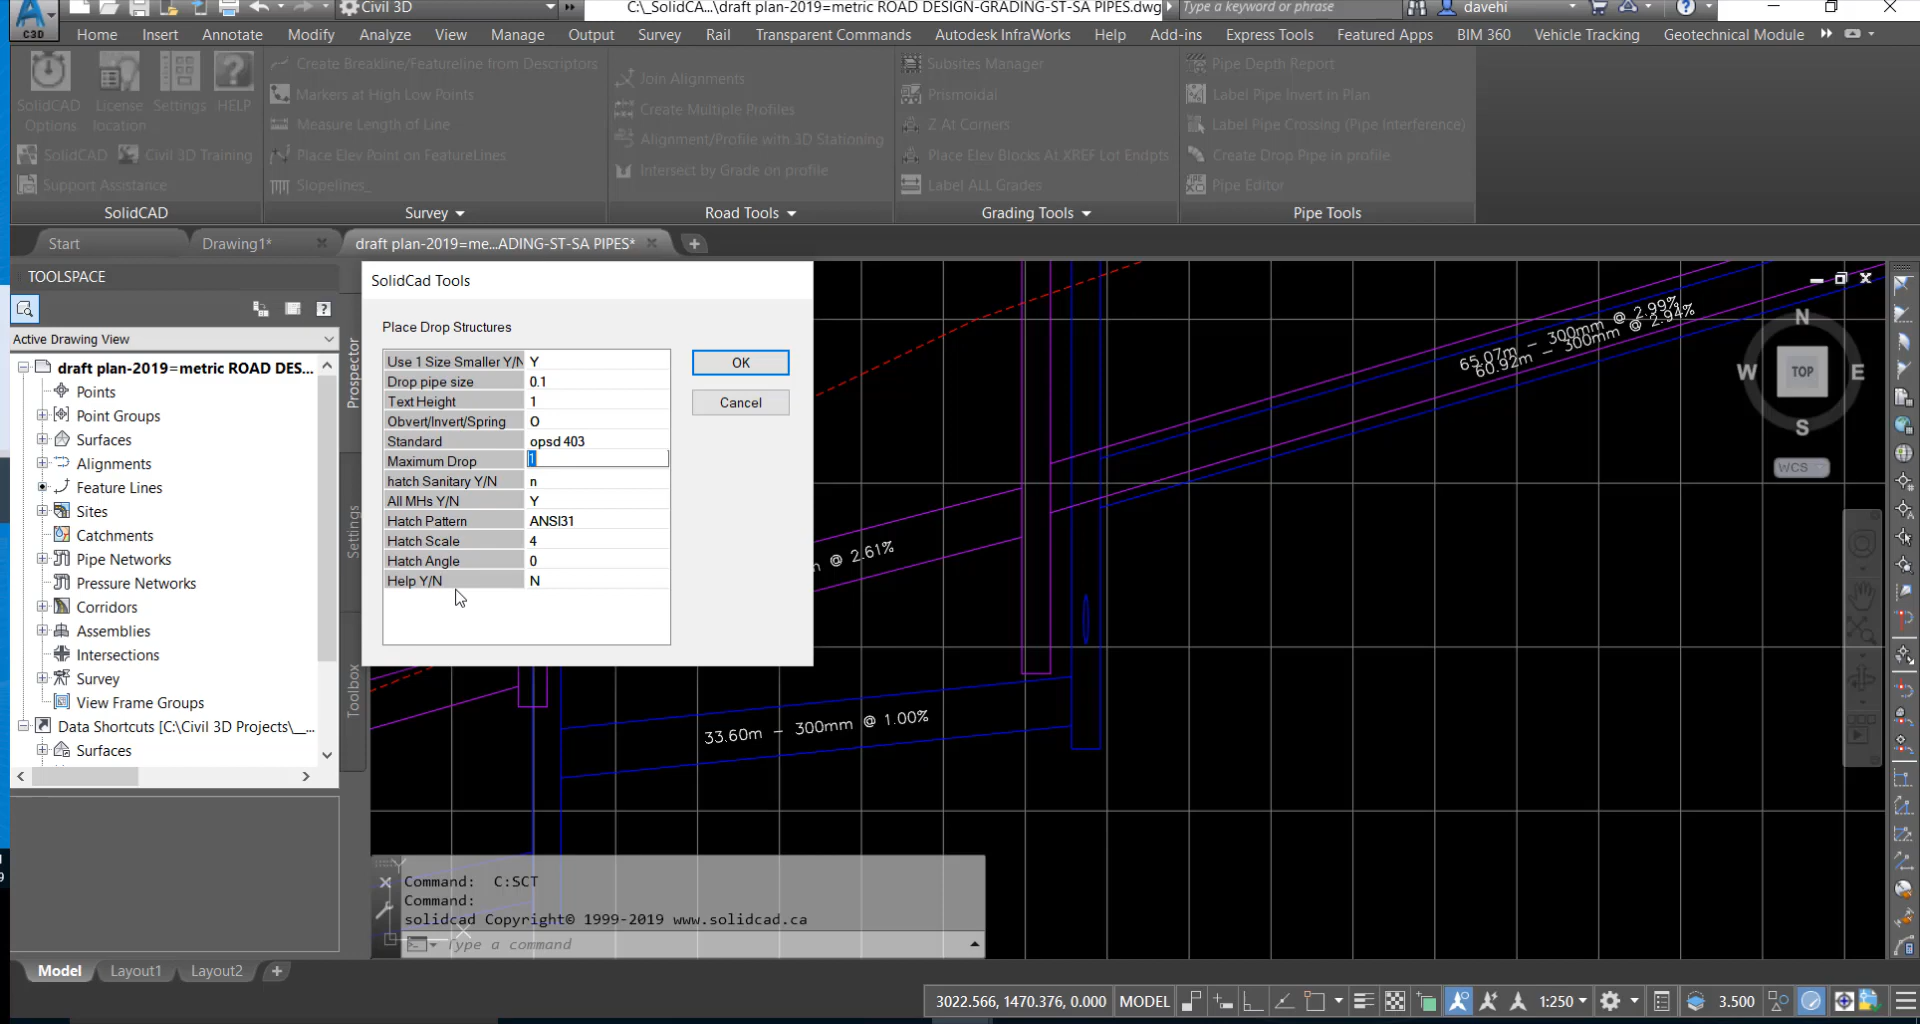 Civil 3D
C:\_SolidCA...\draft plan-2019=metric ROAD DESIGN-GRADING-ST-SA PIPES.dwg
Type a keyword or phrase
davehi
C3D
Home Insert Annotate Modify Analyze View Manage Output Survey Rail Transparent Commands Autodesk InfraWorks Help Add-ins Express Tools Featured Apps BIM 360 Vehicle Tracking Geotechnical Module
SolidCAD Options
License location
Settings
HELP
SolidCAD
Civil 3D Training
Support Assistance
SolidCAD
Create Breakline/Featureline from Descriptors
Markers at High Low Points
Measure Length of Line
Place Elev Point on FeatureLines
Slopelines_
Survey
Join Alignments
Create Multiple Profiles
Alignment/Profile with 3D Stationing
Intersect by Grade on profile
Road Tools
Subsites Manager
Prismoidal
Z At Corners
Place Elev Blocks At XREF Lot Endpts
Label ALL Grades
Grading Tools
Pipe Depth Report
Label Pipe Invert in Plan
Label Pipe Crossing (Pipe Interference)
Create Drop Pipe in profile
Pipe Editor
Pipe Tools
Start
Drawing1*
draft plan-2019=me...ADING-ST-SA PIPES*
TOOLSPACE
Active Drawing View
draft plan-2019=metric ROAD DES...
Points
Point Groups
Surfaces
Alignments
Feature Lines
Sites
Catchments
Pipe Networks
Pressure Networks
Corridors
Assemblies
Intersections
Survey
View Frame Groups
Data Shortcuts [C:\Civil 3D Projects\__...
Surfaces
Prospector
Settings
Toolbox
SolidCad Tools
Place Drop Structures
Use 1 Size Smaller Y/N Y
Drop pipe size 0.1
Text Height 1
Obvert/Invert/Spring O
Standard opsd 403
Maximum Drop 1
hatch Sanitary Y/N n
All MHs Y/N Y
Hatch Pattern ANSI31
Hatch Scale 4
Hatch Angle 0
Help Y/N N
OK
Cancel
65.07m – 300mm @ 2.99%
60.92m – 300mm @ 2.94%
@ 2.61%
33.60m – 300mm @ 1.00%
N
W
TOP
E
S
WCS
Command: C:SCT
Command:
solidcad Copyright© 1999-2019 www.solidcad.ca
Type a command
Model Layout1 Layout2
3022.566, 1470.376, 0.000 MODEL
1:250
3.500